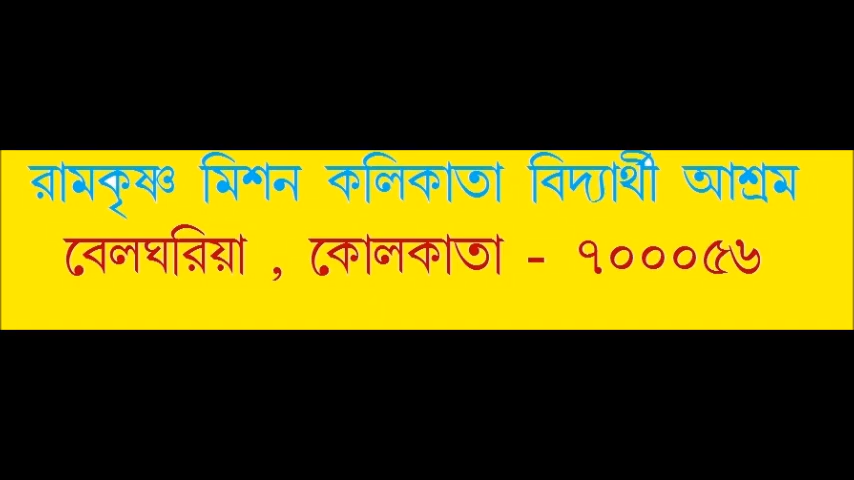 রামকৃষ্ণ মিশন কলিকাতা বিদ্যার্থী আশ্রম
বেলঘরিয়া , কোলকাতা - ৭০০০৫৬